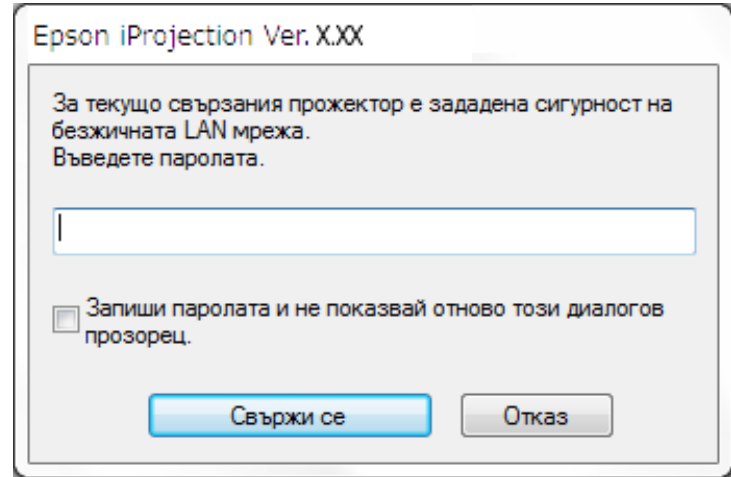 Epson iProjection Ver. X.XX
За текущо свързания прожектор е зададена сигурност на
безжичната LAN мрежа.
Въведете паролата.
Запиши паролата и не показвай отново този диалогов
прозорец.
Свържи се
Отказ